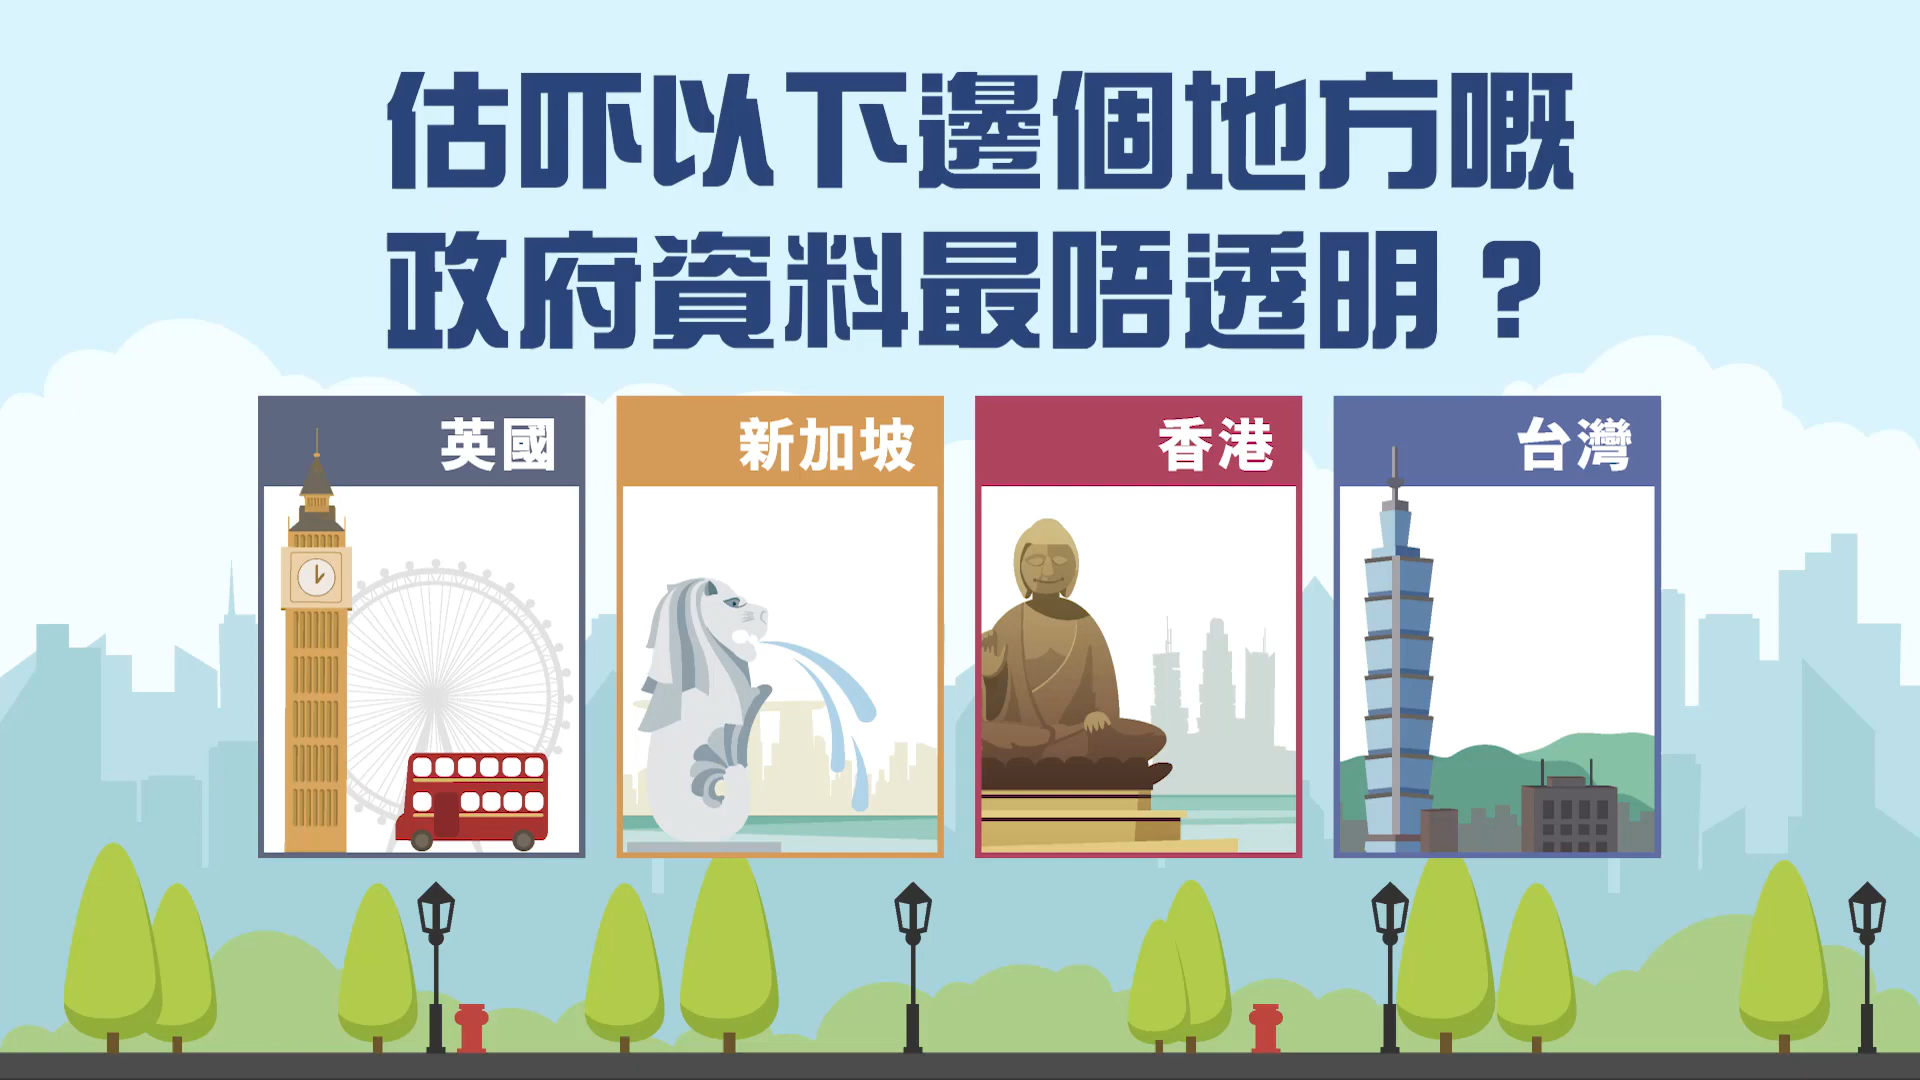 估吓以下邊個地方嘅
政府資料最唔透明？
英國
新加坡
香港
台灣